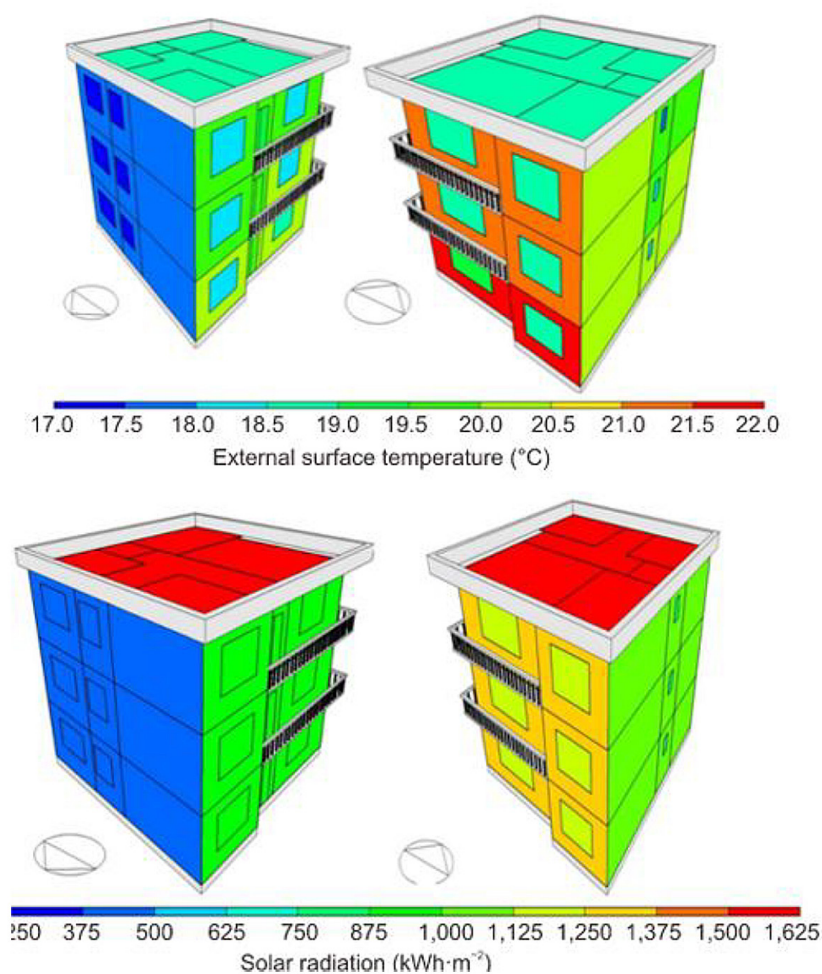 17.0 17.5 18.0 18.5 19.0 19.5 20.0 20.5 21.0 21.5 22.0
External surface temperature (°C)
250 375 500 625 750 875 1,000 1,125 1,250 1,375 1,500 1,625
Solar radiation (kWh·m⁻²)